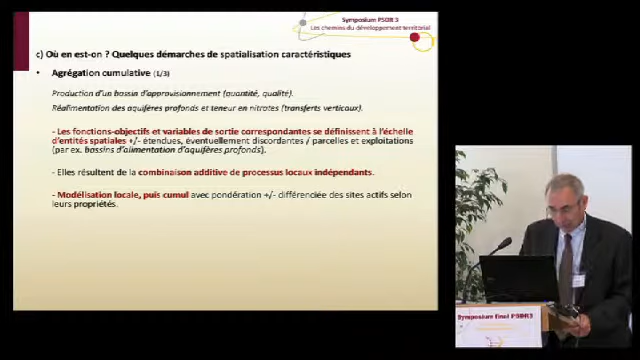 Symposium PSDR 3
Les chemins du développement territorial
c) Où en est-on ? Quelques démarches de spatialisation caractéristiques
• Agrégation cumulative (1/3)
Production d'un bassin d'approvisionnement (quantité, qualité).
Réalimentation des aquifères profonds et teneur en nitrates (transferts verticaux).
- Les fonctions-objectifs et variables de sortie correspondantes se définissent à l'échelle
d'entités spatiales +/- étendues, éventuellement discordantes / parcelles et exploitations
(par ex. bassins d'alimentation d'aquifères profonds).
- Elles résultent de la combinaison additive de processus locaux indépendants.
- Modélisation locale, puis cumul avec pondération +/- différenciée des sites actifs selon
leurs propriétés.
Symposium final PSDR3